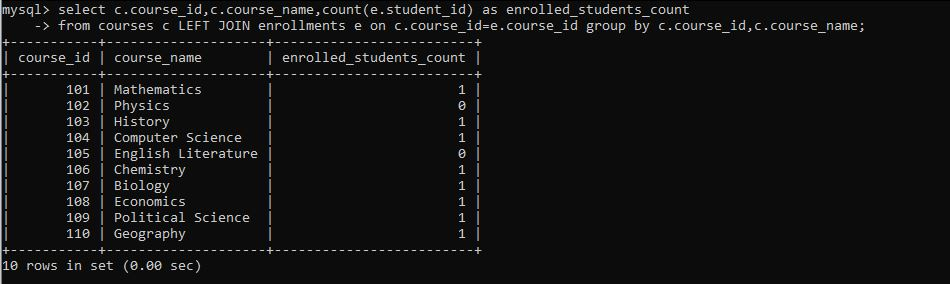 mysql> select c.course_id,c.course_name,count(e.student_id) as enrolled_students_count
    -> from courses c LEFT JOIN enrollments e on c.course_id=e.course_id group by c.course_id,c.course_name;
+-----------+--------------------+-------------------------+
| course_id | course_name        | enrolled_students_count |
+-----------+--------------------+-------------------------+
|       101 | Mathematics        |                       1 |
|       102 | Physics            |                       0 |
|       103 | History            |                       1 |
|       104 | Computer Science   |                       1 |
|       105 | English Literature |                       0 |
|       106 | Chemistry          |                       1 |
|       107 | Biology            |                       1 |
|       108 | Economics          |                       1 |
|       109 | Political Science  |                       1 |
|       110 | Geography          |                       1 |
+-----------+--------------------+-------------------------+
10 rows in set (0.00 sec)